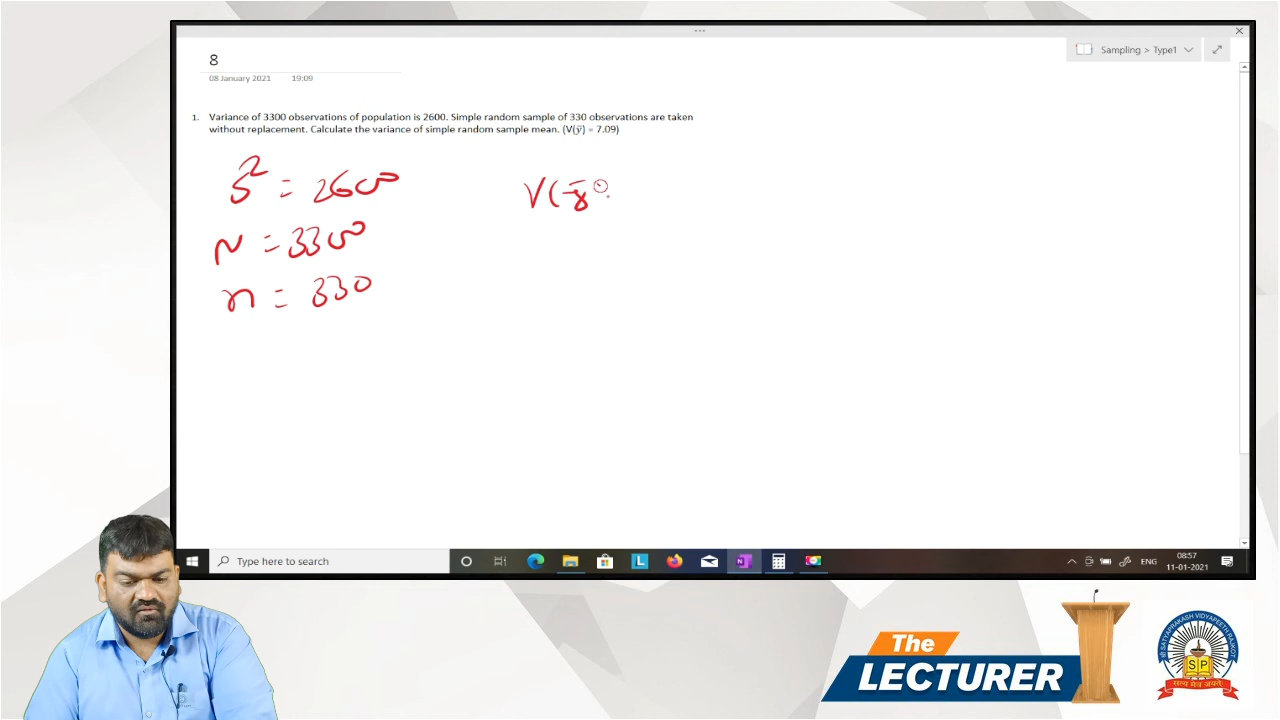 8
08 January 2021 19:09
Sampling > Type1
1. Variance of 3300 observations of population is 2600. Simple random sample of 330 observations are taken
without replacement. Calculate the variance of simple random sample mean. (V(ȳ) = 7.09)
S² = 2600
N = 3300
n = 330
V(ȳ
Type here to search
ENG
08:57
11-01-2021
The
LECTURER
SP